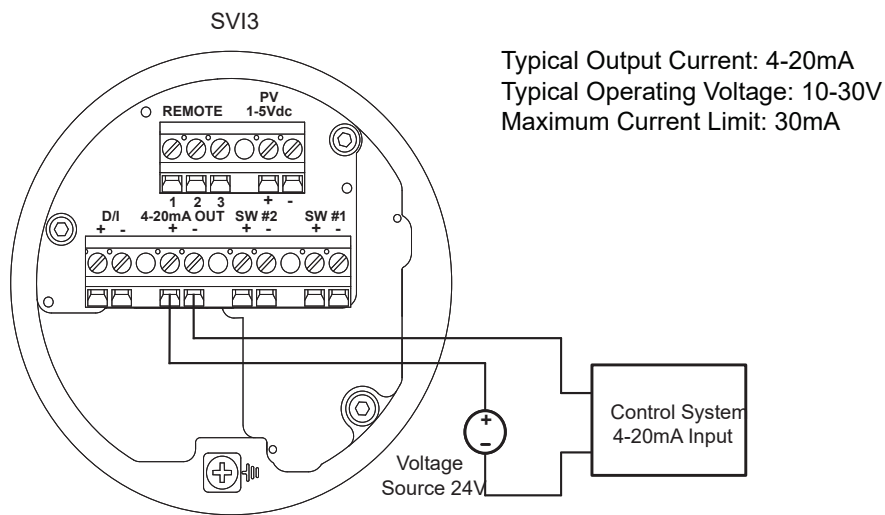 SVI3
Typical Output Current: 4-20mA
Typical Operating Voltage: 10-30V
Maximum Current Limit: 30mA
PV
REMOTE 1-5Vdc
1 2 3 + -
D/I 4-20mA OUT SW #2 SW #1
+ - + - + - + -
Control System
4-20mA Input
+
-
Voltage
Source 24V